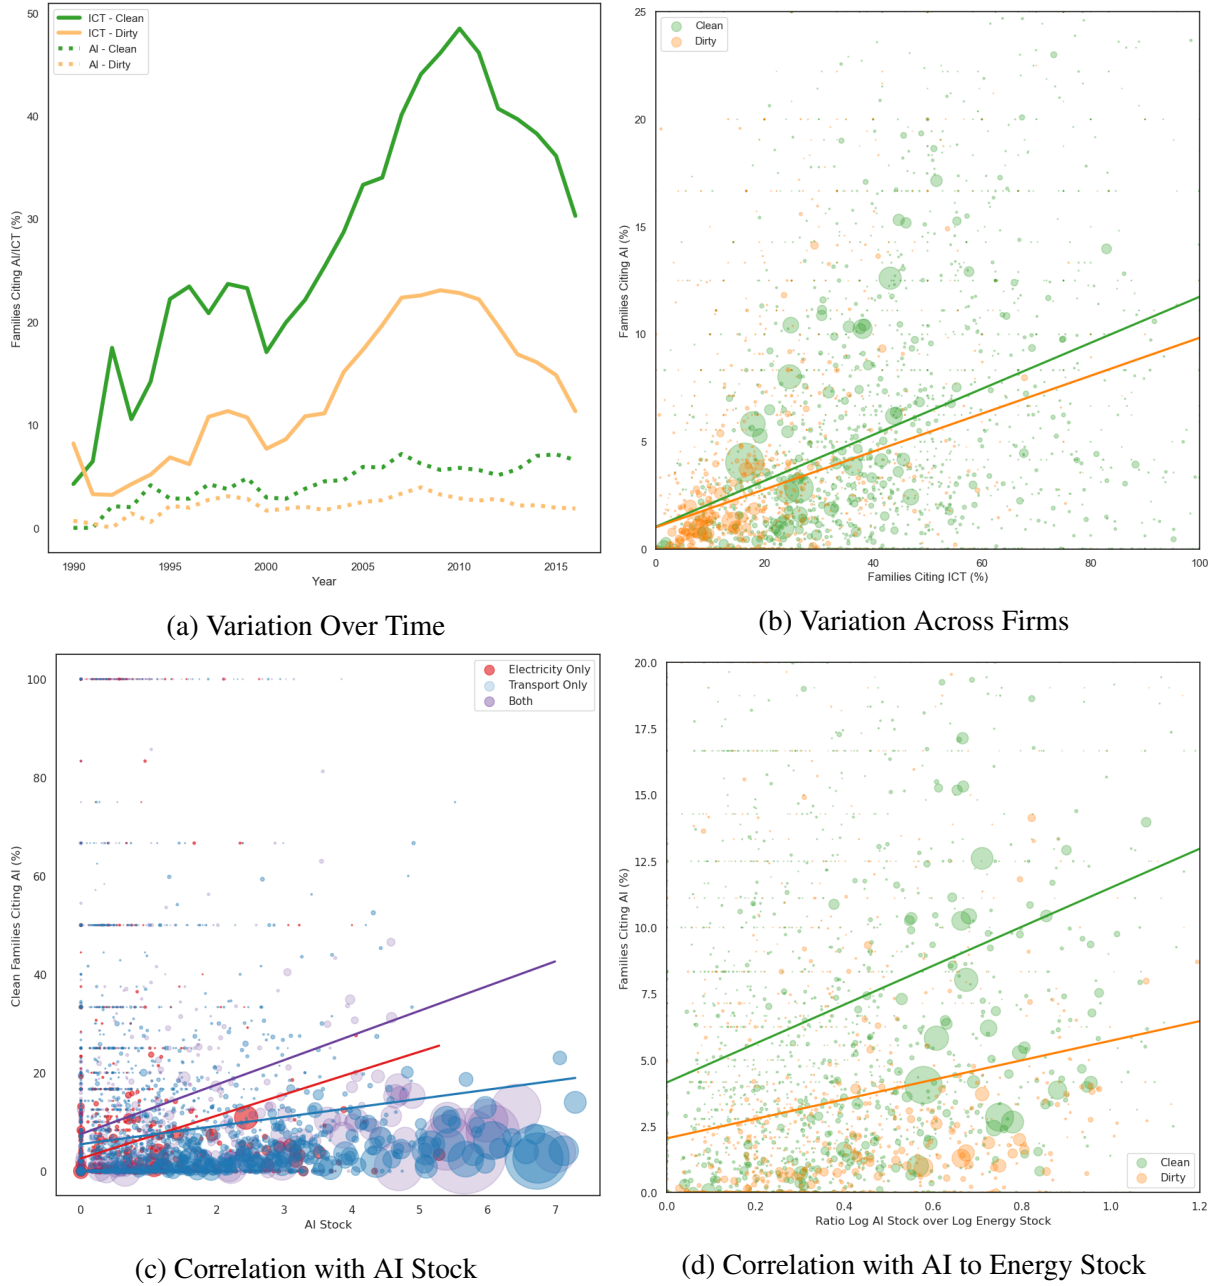 ICT - Clean
ICT - Dirty
AI - Clean
AI - Dirty
50
40
30
20
10
0
Families Citing AI/ICT (%)
1990
1995
2000
2005
2010
2015
Year
(a) Variation Over Time
Clean
Dirty
25
20
15
10
5
0
Families Citing AI (%)
0
20
40
60
80
100
Families Citing ICT (%)
(b) Variation Across Firms
Electricity Only
Transport Only
Both
100
80
60
40
20
0
Clean Families Citing AI (%)
0
1
2
3
4
5
6
7
AI Stock
(c) Correlation with AI Stock
20.0
17.5
15.0
12.5
10.0
7.5
5.0
2.5
0.0
Families Citing AI (%)
Clean
Dirty
0.0
0.2
0.4
0.6
0.8
1.0
1.2
Ratio Log AI Stock over Log Energy Stock
(d) Correlation with AI to Energy Stock